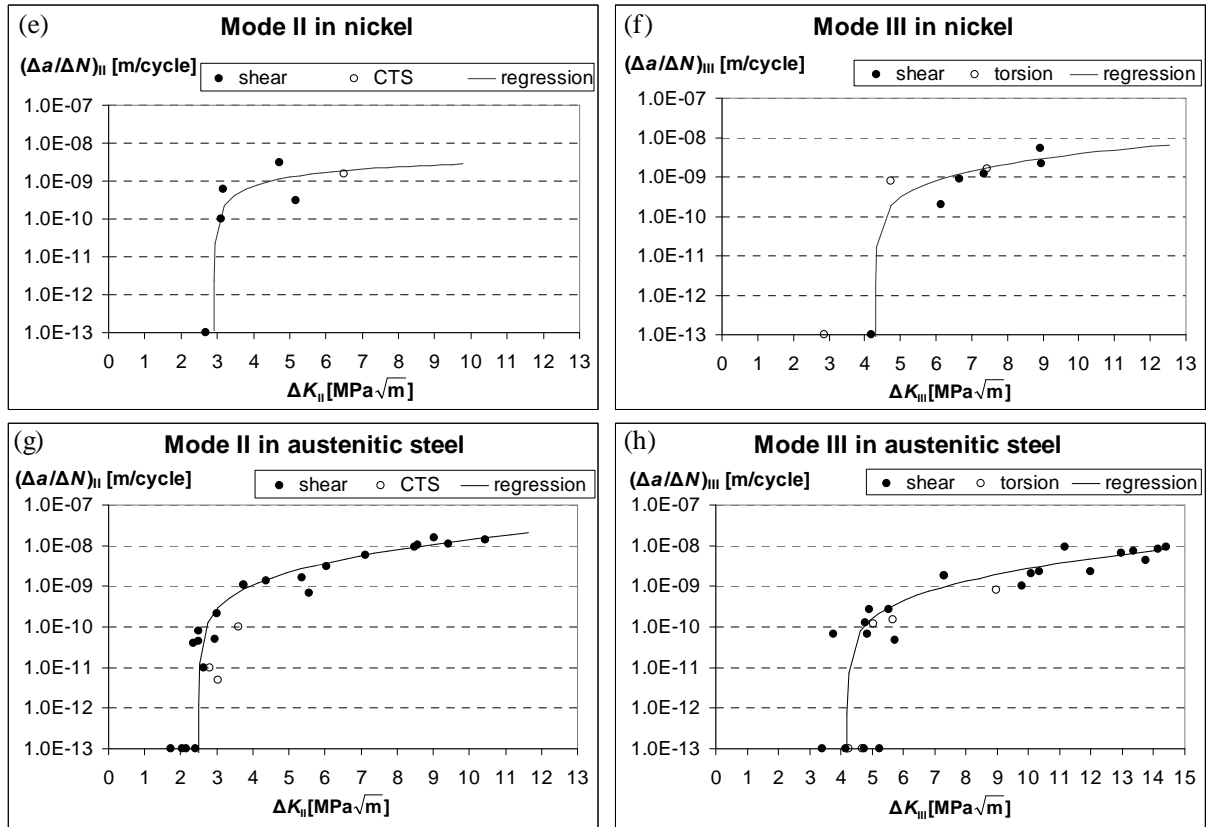 (e) Mode II in nickel
(Δa/ΔN)II [m/cycle]
shear CTS regression
1.0E-07
1.0E-08
1.0E-09
1.0E-10
1.0E-11
1.0E-12
1.0E-13
0 1 2 3 4 5 6 7 8 9 10 11 12 13
ΔKII [MPa√m]
(f) Mode III in nickel
(Δa/ΔN)III [m/cycle]
shear torsion regression
1.0E-07
1.0E-08
1.0E-09
1.0E-10
1.0E-11
1.0E-12
1.0E-13
0 1 2 3 4 5 6 7 8 9 10 11 12 13
ΔKIII [MPa√m]
(g) Mode II in austenitic steel
(Δa/ΔN)II [m/cycle]
shear CTS regression
1.0E-07
1.0E-08
1.0E-09
1.0E-10
1.0E-11
1.0E-12
1.0E-13
0 1 2 3 4 5 6 7 8 9 10 11 12 13
ΔKII [MPa√m]
(h) Mode III in austenitic steel
(Δa/ΔN)III [m/cycle]
shear torsion regression
1.0E-07
1.0E-08
1.0E-09
1.0E-10
1.0E-11
1.0E-12
1.0E-13
0 1 2 3 4 5 6 7 8 9 10 11 12 13 14 15
ΔKIII [MPa√m]